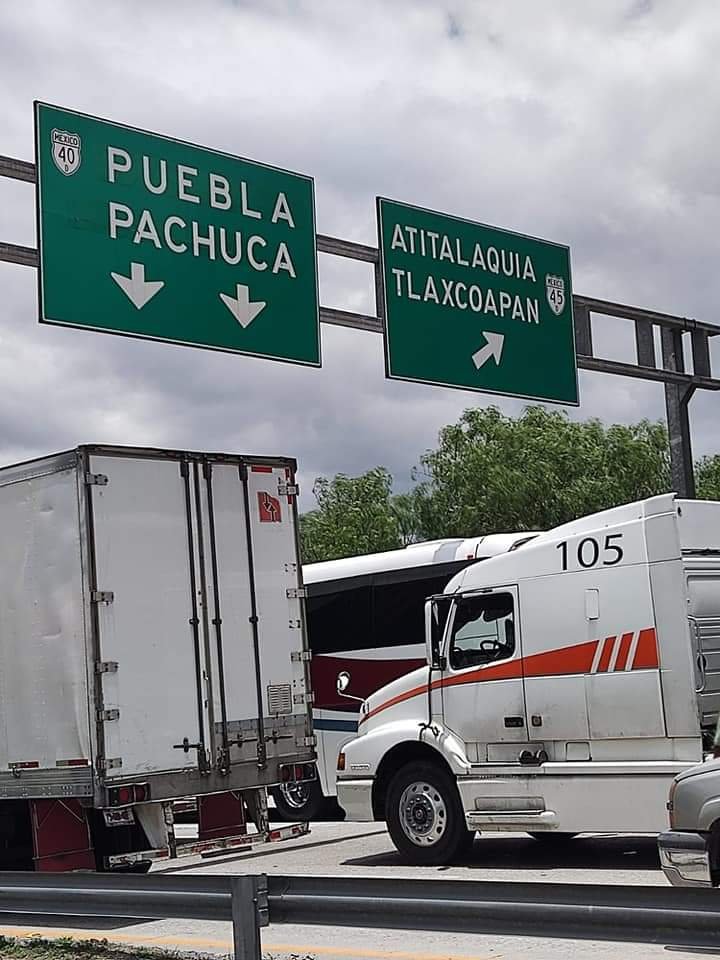 MEXICO
40
D
PUEBLA
PACHUCA
ATITALAQUIA
TLAXCOAPAN
MEXICO
45
105